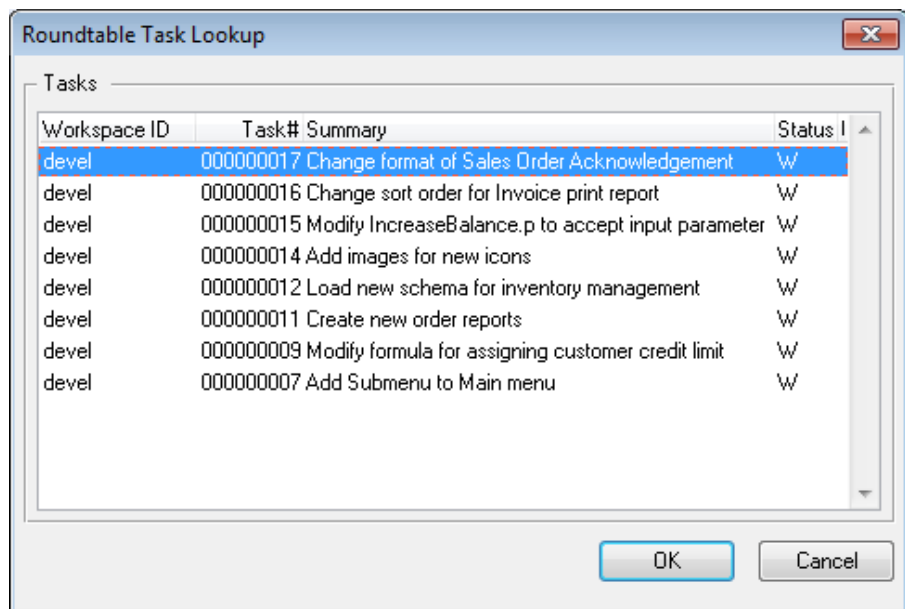 Roundtable Task Lookup
Tasks
Workspace ID Task# Summary Status
devel 000000017 Change format of Sales Order Acknowledgement W
devel 000000016 Change sort order for Invoice print report W
devel 000000015 Modify IncreaseBalance.p to accept input parameter W
devel 000000014 Add images for new icons W
devel 000000012 Load new schema for inventory management W
devel 000000011 Create new order reports W
devel 000000009 Modify formula for assigning customer credit limit W
devel 000000007 Add Submenu to Main menu W
OK Cancel